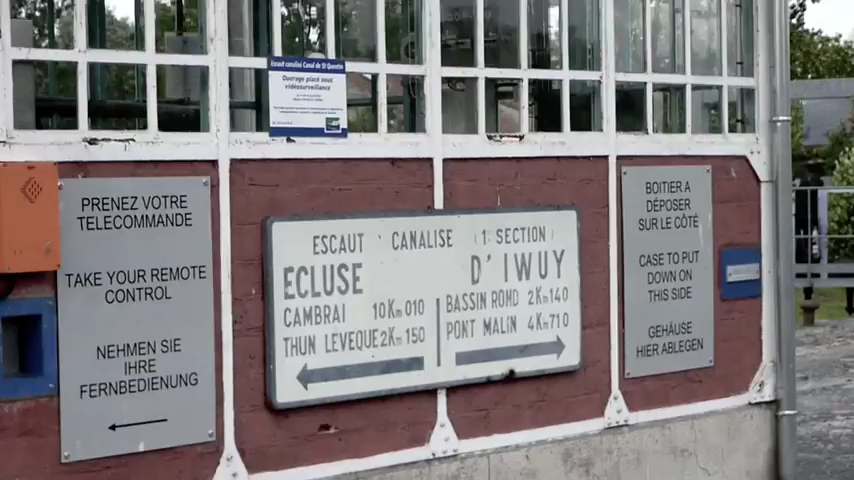 Escaut canalisé Canal de St Quentin
Ouvrage placé sous
vidéosurveillance
PRENEZ VOTRE
TELECOMMANDE
TAKE YOUR REMOTE
CONTROL
NEHMEN SIE
IHRE
FERNBEDIENUNG
ESCAUT CANALISE (1 SECTION)
ECLUSE D'IWUY
CAMBRAI 10Km010
THUN LEVEQUE 2Km150
BASSIN ROND 2Km140
PONT MALIN 4Km710
BOITIER A
DÉPOSER
SUR LE CÔTÉ
CASE TO PUT
DOWN ON
THIS SIDE
GEHÄUSE
HIER ABLEGEN